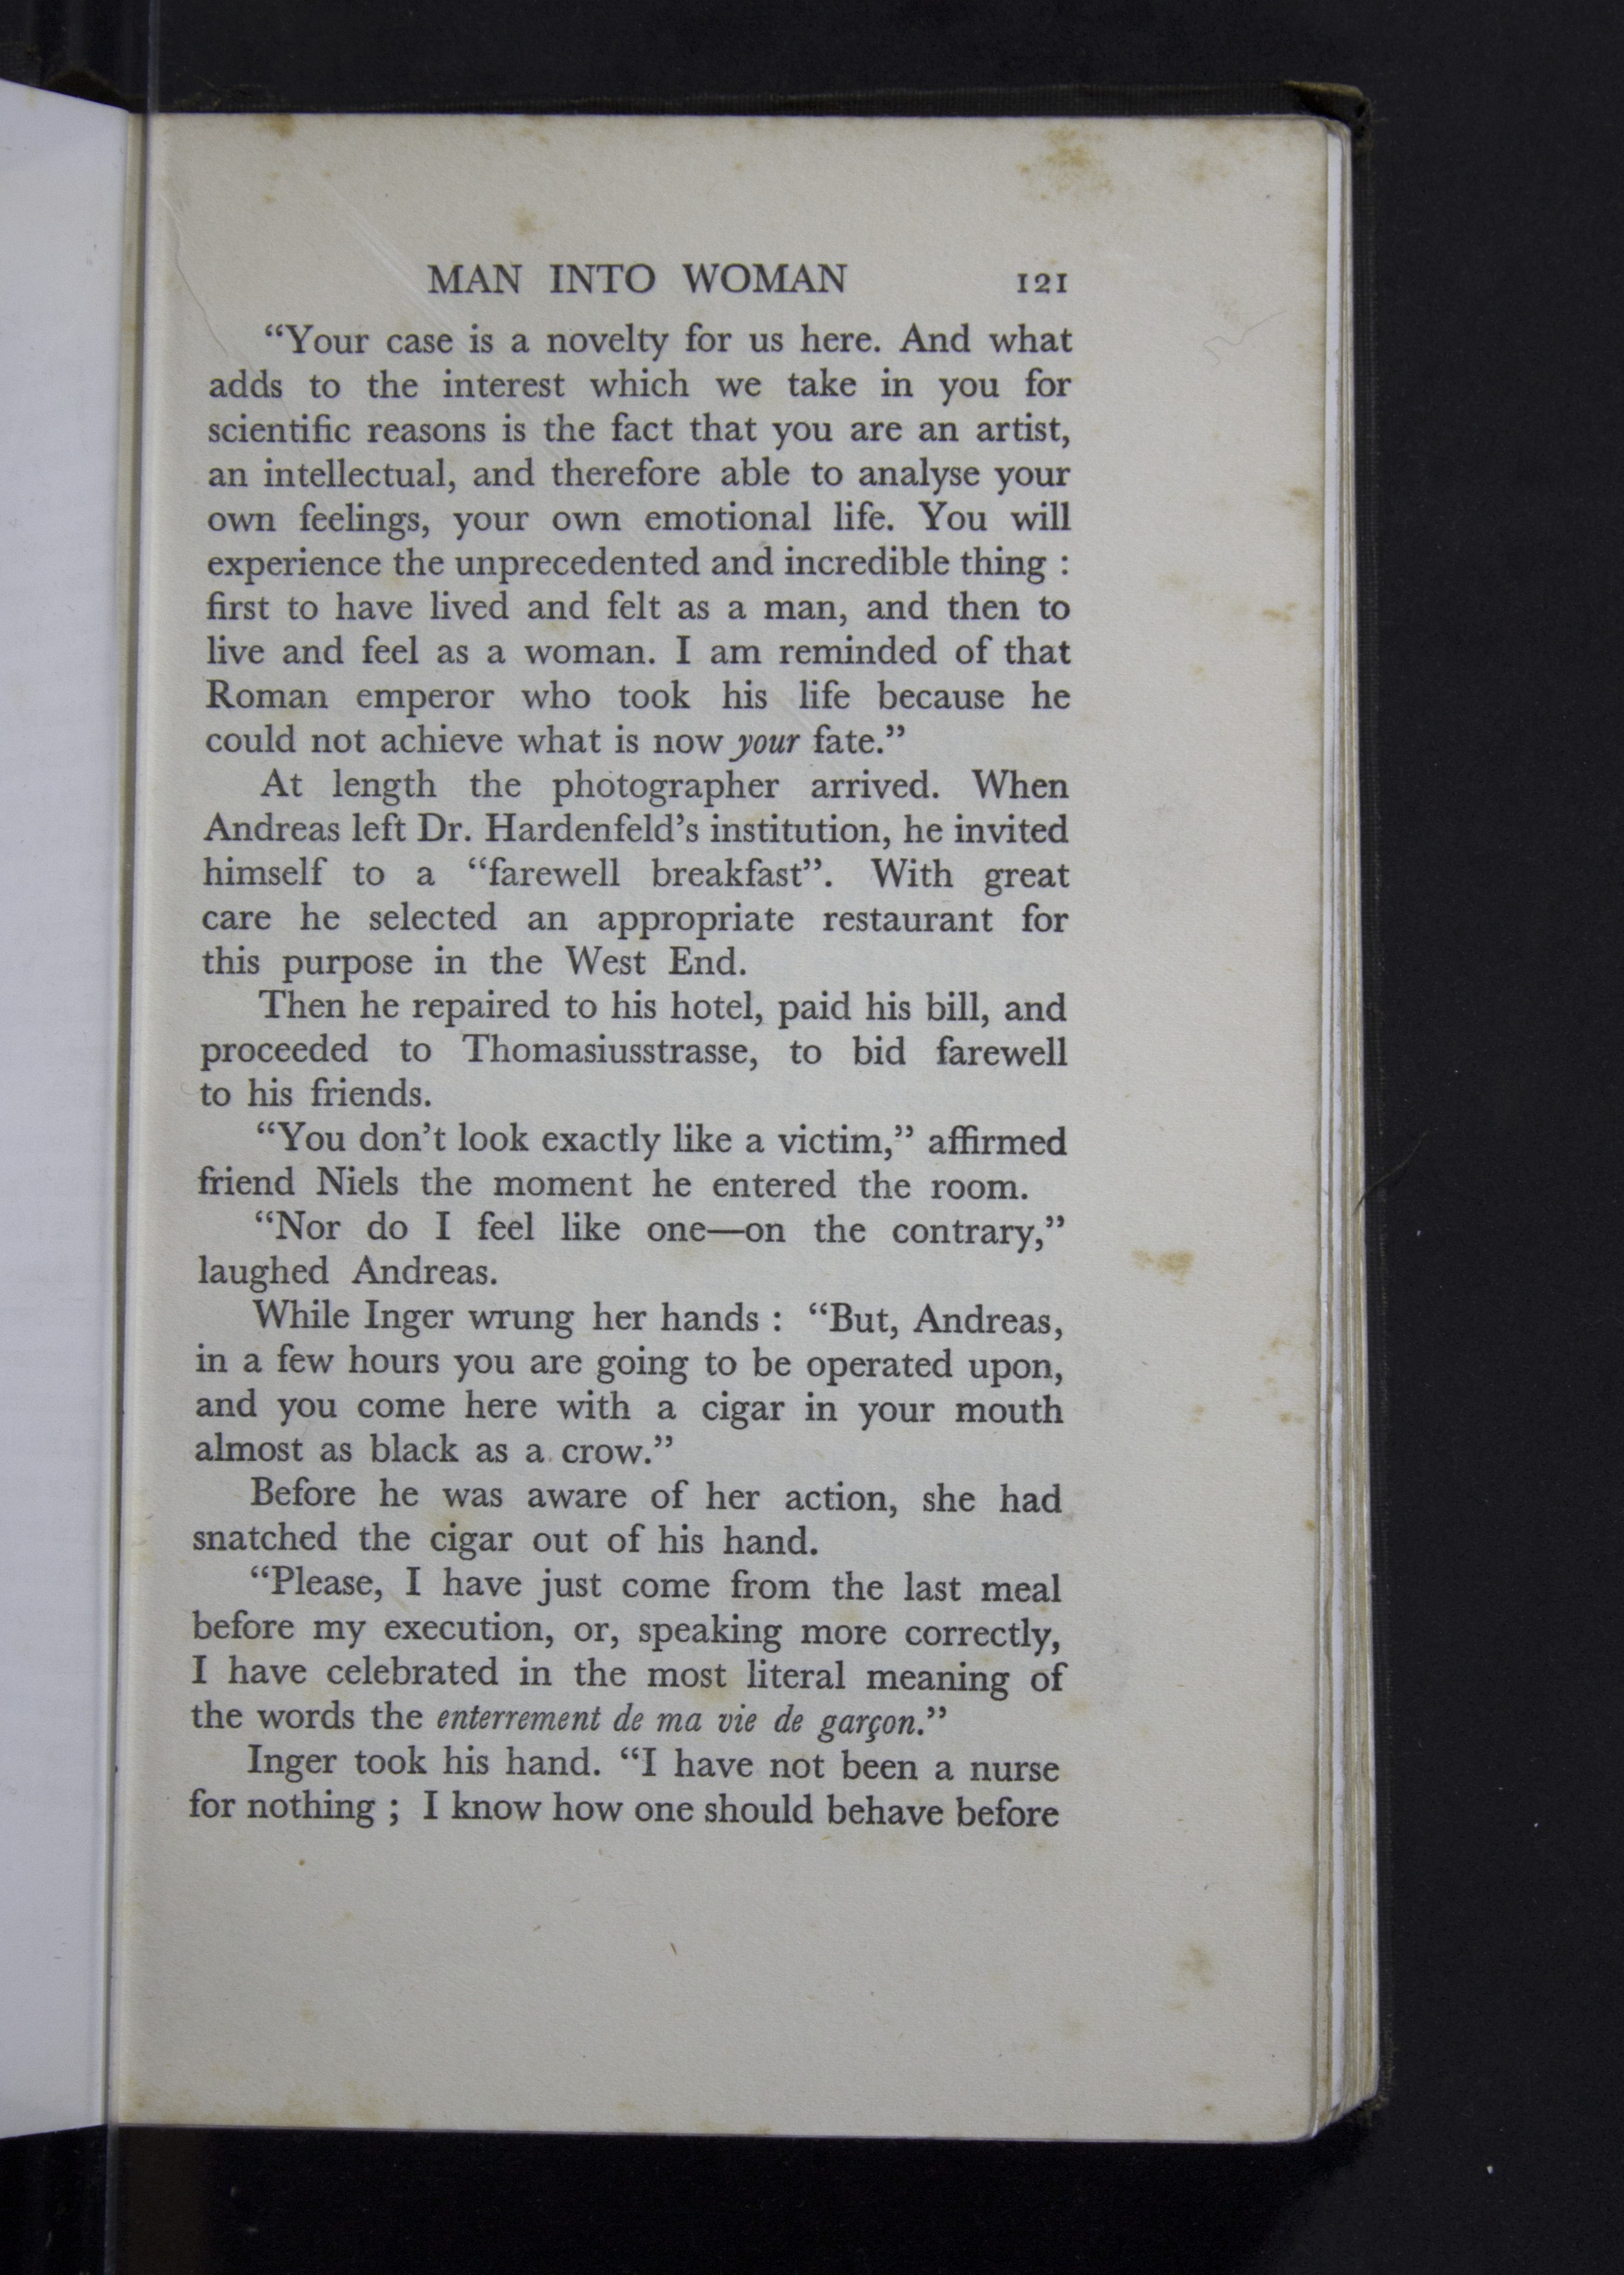 MAN INTO WOMAN 121
“Your case is a novelty for us here. And what
adds to the interest which we take in you for
scientific reasons is the fact that you are an artist,
an intellectual, and therefore able to analyse your
own feelings, your own emotional life. You will
experience the unprecedented and incredible thing :
first to have lived and felt as a man, and then to
live and feel as a woman. I am reminded of that
Roman emperor who took his life because he
could not achieve what is now your fate.”
At length the photographer arrived. When
Andreas left Dr. Hardenfeld’s institution, he invited
himself to a “farewell breakfast”. With great
care he selected an appropriate restaurant for
this purpose in the West End.
Then he repaired to his hotel, paid his bill, and
proceeded to Thomasiusstrasse, to bid farewell
to his friends.
“You don’t look exactly like a victim,” affirmed
friend Niels the moment he entered the room.
“Nor do I feel like one—on the contrary,”
laughed Andreas.
While Inger wrung her hands : “But, Andreas,
in a few hours you are going to be operated upon,
and you come here with a cigar in your mouth
almost as black as a crow.”
Before he was aware of her action, she had
snatched the cigar out of his hand.
“Please, I have just come from the last meal
before my execution, or, speaking more correctly,
I have celebrated in the most literal meaning of
the words the enterrement de ma vie de garçon.”
Inger took his hand. “I have not been a nurse
for nothing ; I know how one should behave before